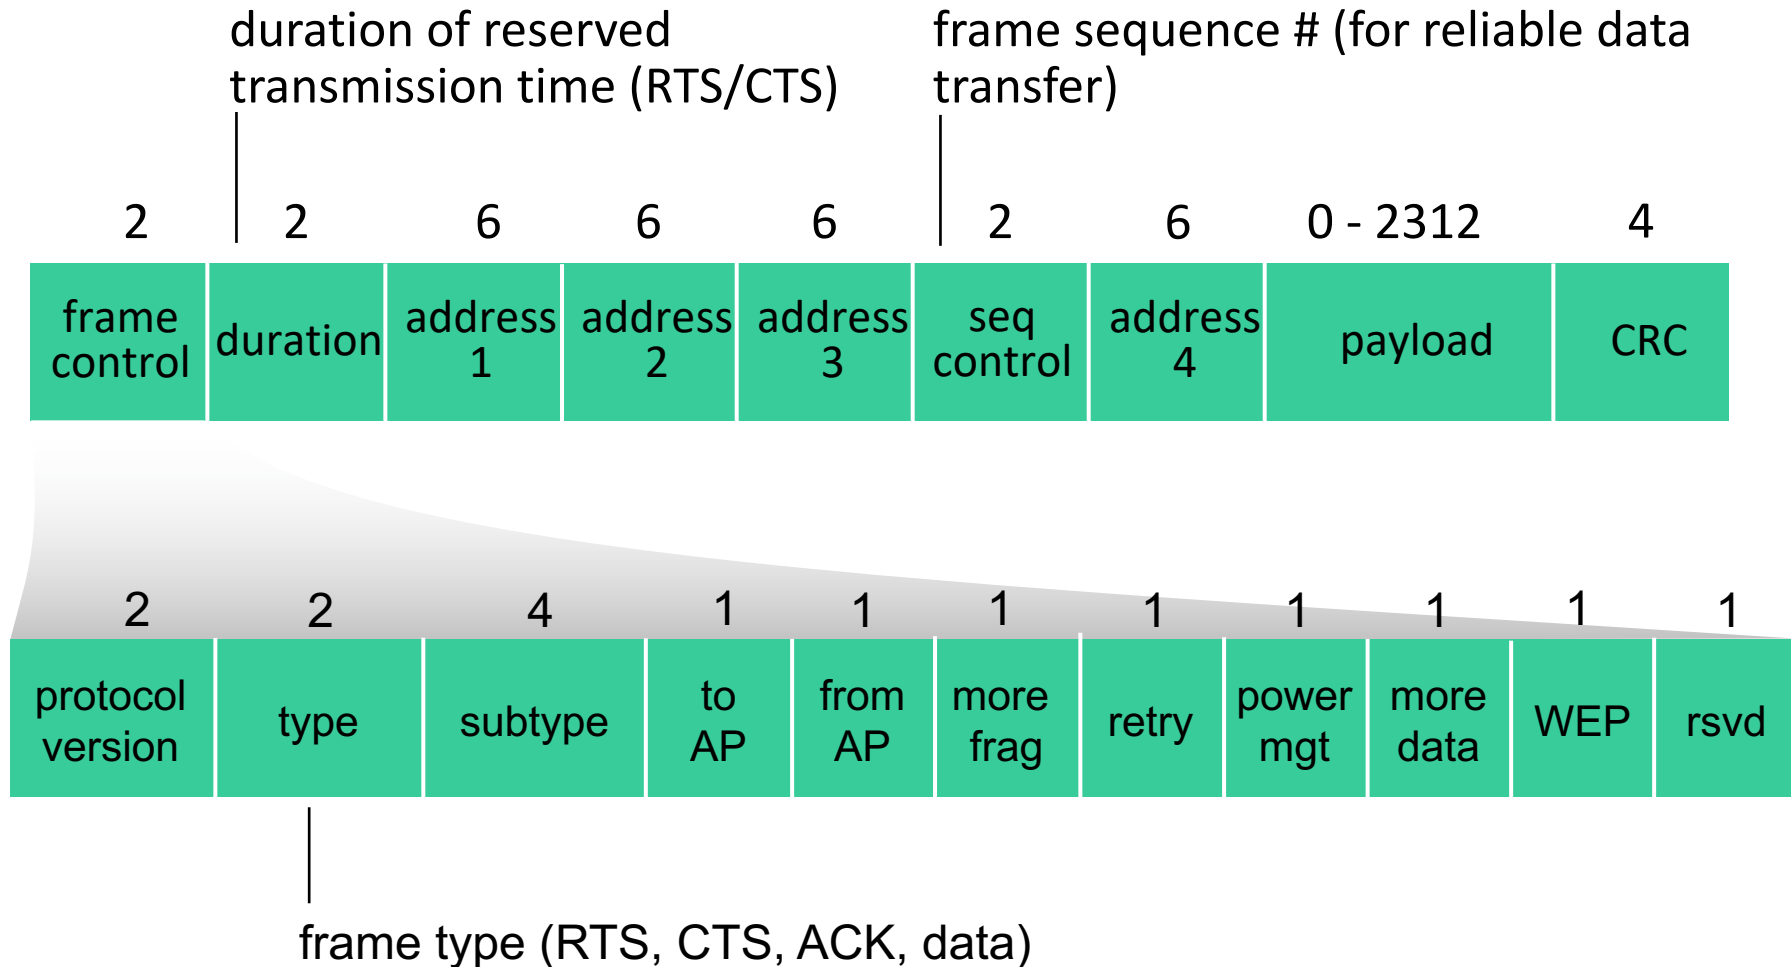 duration of reserved
transmission time (RTS/CTS)
frame sequence # (for reliable data
transfer)
2 2 6 6 6 2 6 0 - 2312 4
frame
control
duration
address
1
address
2
address
3
seq
control
address
4
payload
CRC
2 2 4 1 1 1 1 1 1 1 1
protocol
version
type
subtype
to
AP
from
AP
more
frag
retry
power
mgt
more
data
WEP
rsvd
frame type (RTS, CTS, ACK, data)